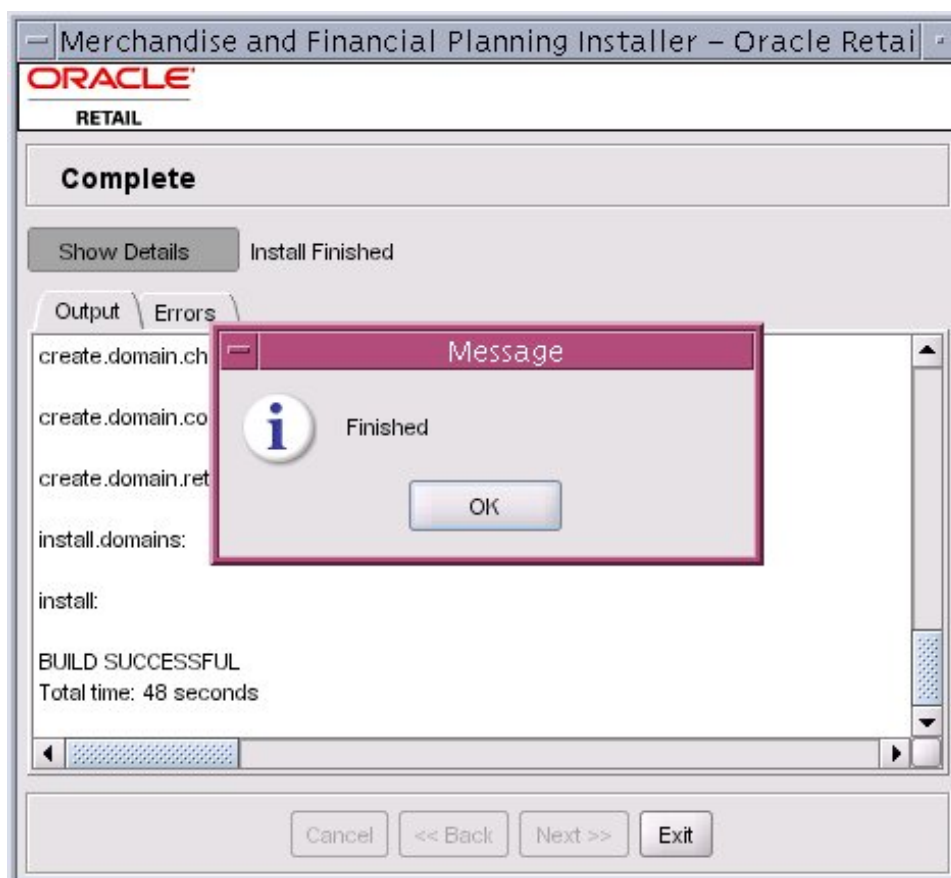 Merchandise and Financial Planning Installer – Oracle Retai
ORACLE
RETAIL
Complete
Show Details Install Finished
Output Errors
create.domain.ch
Message
create.domain.co
Finished
create.domain.ret
OK
install.domains:
install:
BUILD SUCCESSFUL
Total time: 48 seconds
Cancel << Back Next >> Exit